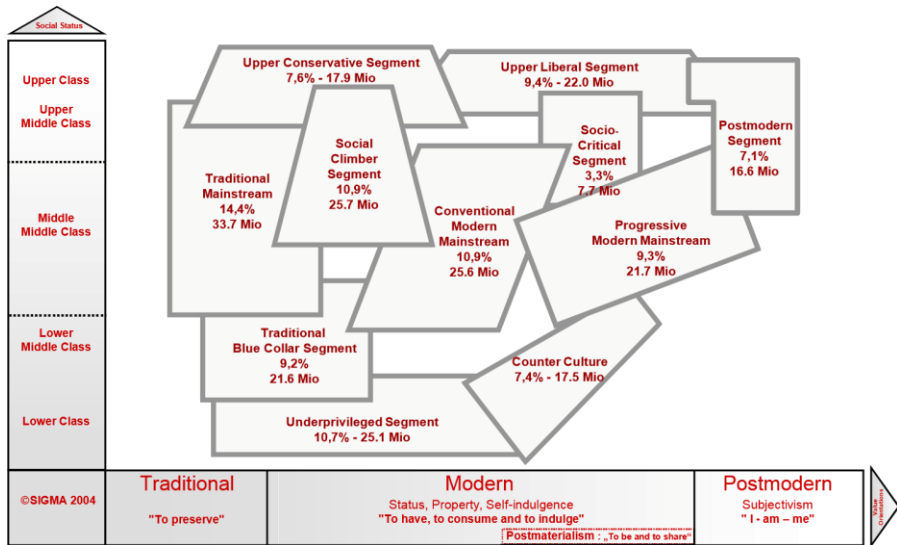 Social Status
Upper Class
Upper
Middle Class
Middle
Middle Class
Lower
Middle Class
Lower Class
Upper Conservative Segment
7,6% - 17.9 Mio
Upper Liberal Segment
9,4% - 22.0 Mio
Social
Climber
Segment
10,9%
25.7 Mio
Socio-
Critical
Segment
3,3%
7.7 Mio
Postmodern
Segment
7,1%
16.6 Mio
Traditional
Mainstream
14,4%
33.7 Mio
Conventional
Modern
Mainstream
10,9%
25.6 Mio
Progressive
Modern Mainstream
9,3%
21.7 Mio
Traditional
Blue Collar Segment
9,2%
21.6 Mio
Counter Culture
7,4% - 17.5 Mio
Underprivileged Segment
10,7% - 25.1 Mio
©SIGMA 2004
Traditional
"To preserve"
Modern
Status, Property, Self-indulgence
"To have, to consume and to indulge"
Postmaterialism : „To be and to share“
Postmodern
Subjectivism
" I - am – me"
Value
Orientations